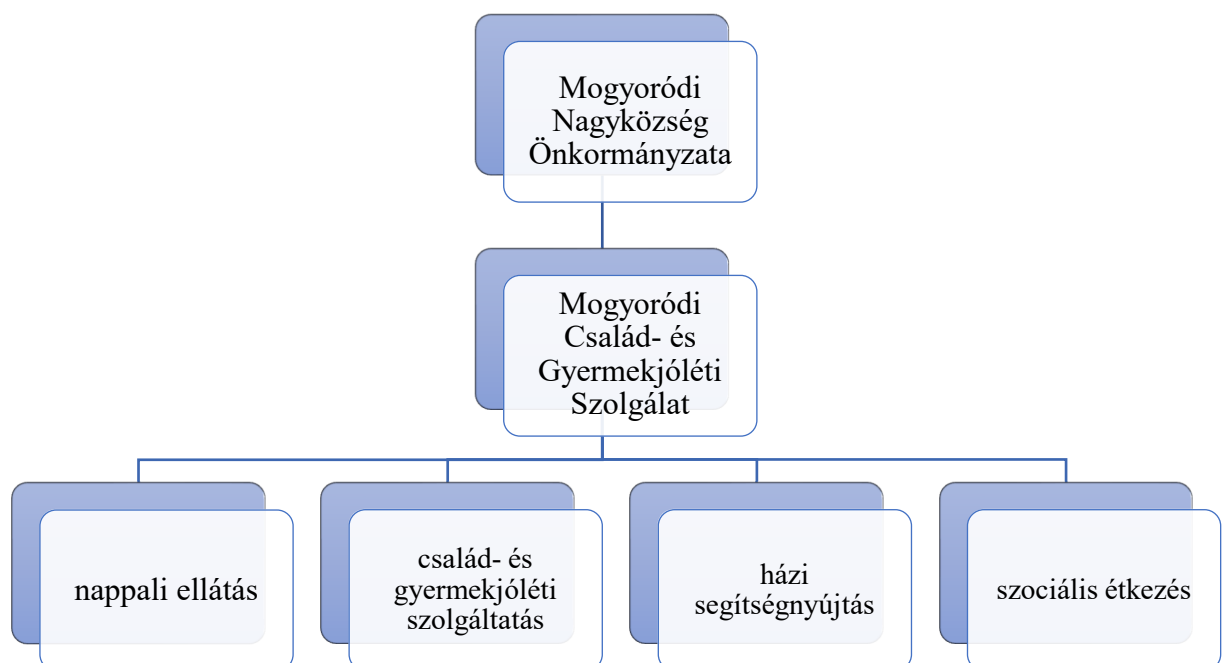 Mogyoródi
Nagyközség
Önkormányzata
Mogyoródi
Család- és
Gyermekjóléti
Szolgálat
nappali ellátás
család- és
gyermekjóléti
szolgáltatás
házi
segítségnyújtás
szociális étkezés